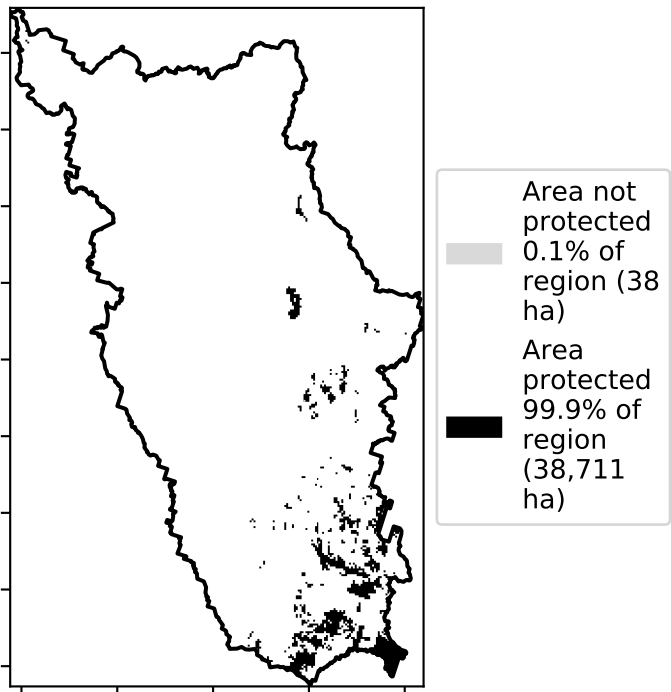 Area not
protected
0.1% of
region (38
ha)
Area
protected
99.9% of
region
(38,711
ha)